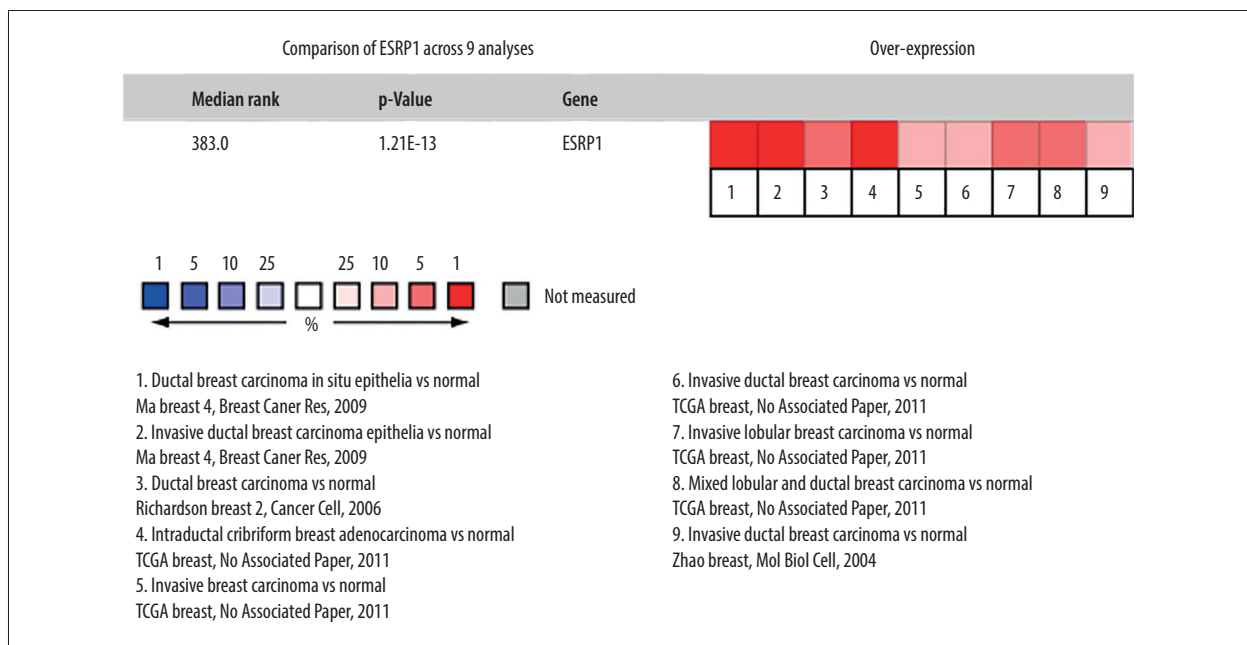 Comparison of ESRP1 across 9 analyses
Over-expression
Median rank p-Value Gene
383.0 1.21E-13 ESRP1
1 2 3 4 5 6 7 8 9
1 5 10 25 25 10 5 1
Not measured
%
1. Ductal breast carcinoma in situ epithelia vs normal
Ma breast 4, Breast Caner Res, 2009
2. Invasive ductal breast carcinoma epithelia vs normal
Ma breast 4, Breast Caner Res, 2009
3. Ductal breast carcinoma vs normal
Richardson breast 2, Cancer Cell, 2006
4. Intraductal cribriform breast adenocarcinoma vs normal
TCGA breast, No Associated Paper, 2011
5. Invasive breast carcinoma vs normal
TCGA breast, No Associated Paper, 2011
6. Invasive ductal breast carcinoma vs normal
TCGA breast, No Associated Paper, 2011
7. Invasive lobular breast carcinoma vs normal
TCGA breast, No Associated Paper, 2011
8. Mixed lobular and ductal breast carcinoma vs normal
TCGA breast, No Associated Paper, 2011
9. Invasive ductal breast carcinoma vs normal
Zhao breast, Mol Biol Cell, 2004